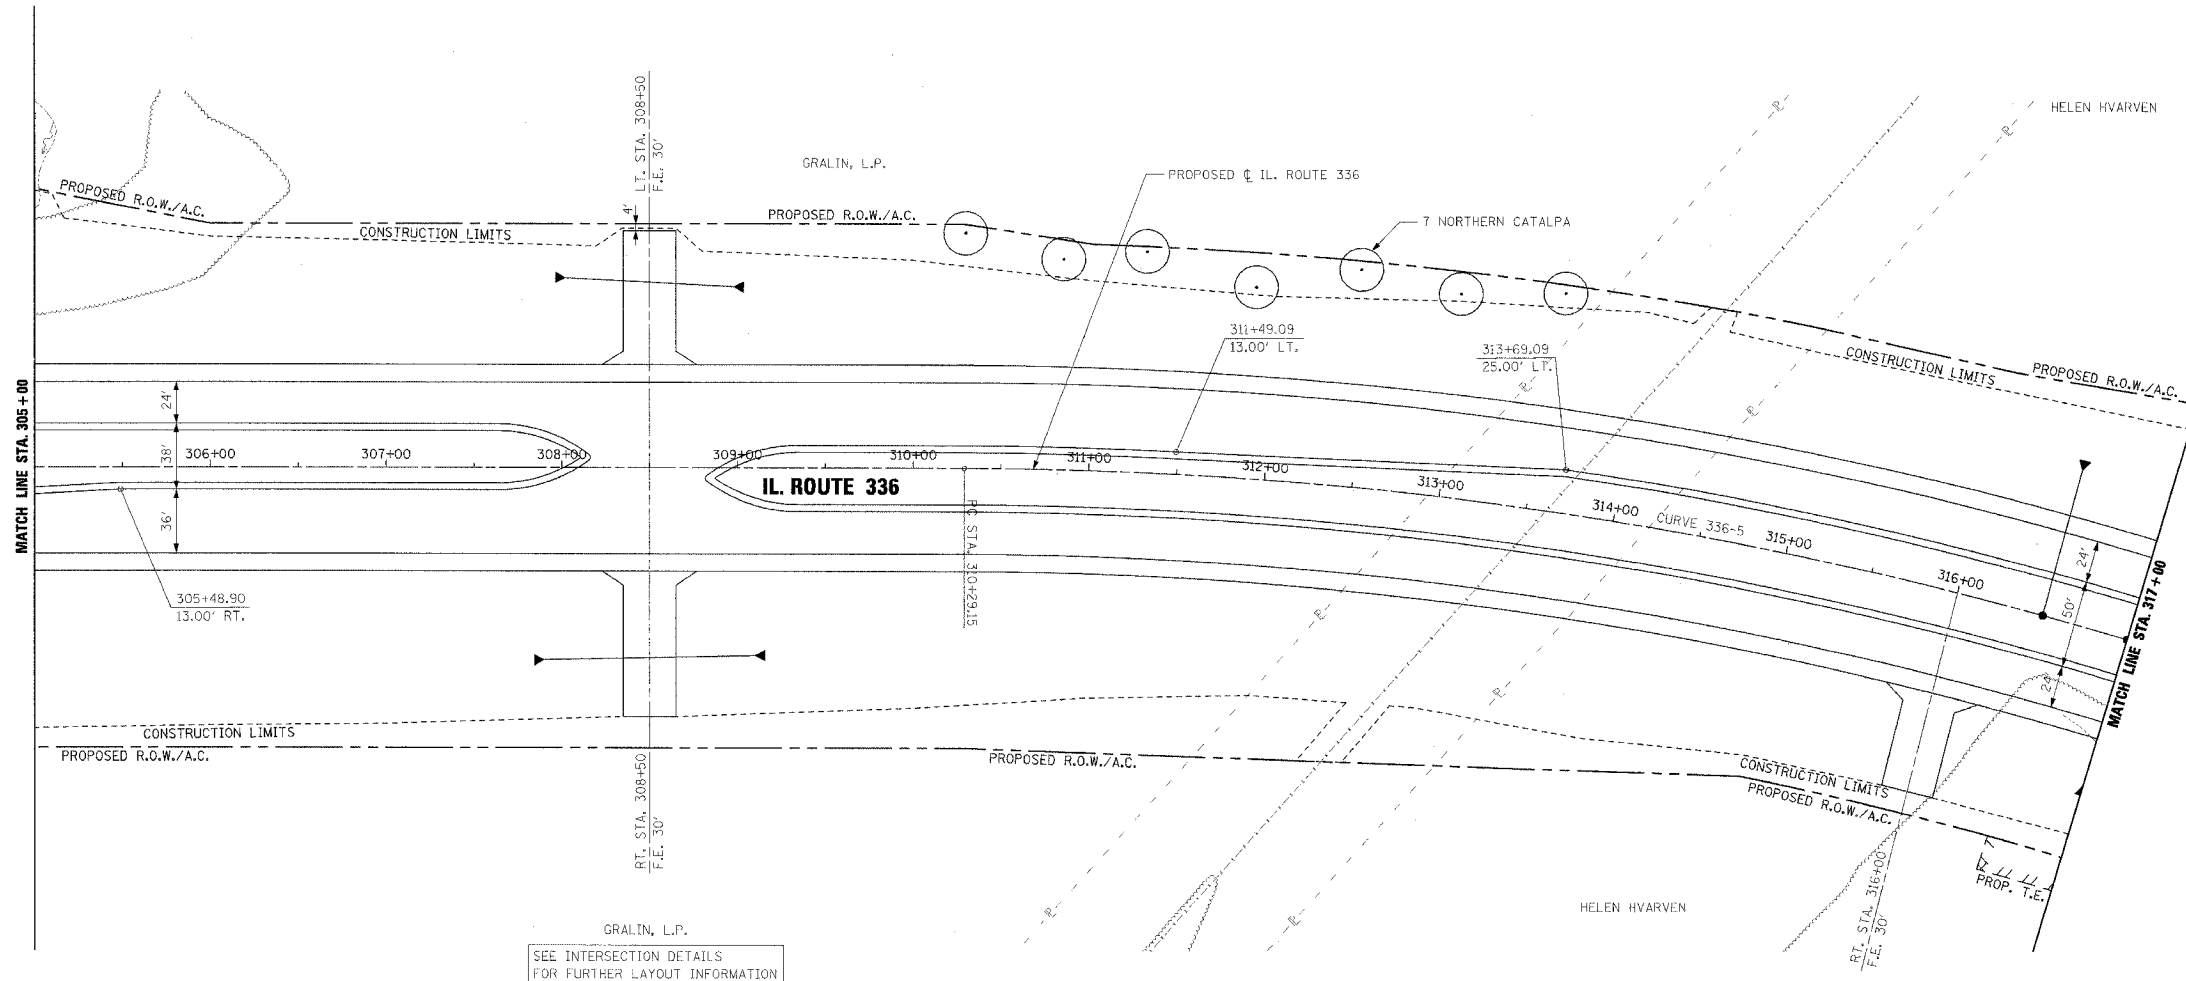 HELEN HVARVEN
LT. STA. 308+50
F.E. 30'
GRALIN, L.P.
PROPOSED ℄ IL. ROUTE 336
PROPOSED R.O.W./A.C.
4'
PROPOSED R.O.W./A.C.
7 NORTHERN CATALPA
CONSTRUCTION LIMITS
311+49.09
13.00' LT.
313+69.09
25.00' LT.
CONSTRUCTION LIMITS
PROPOSED R.O.W./A.C.
MATCH LINE STA. 305+00
24'
38'
36'
306+00
307+00
308+00
309+00
310+00
311+00
312+00
313+00
314+00
315+00
316+00
IL. ROUTE 336
CURVE 336-5
PC STA. 310+29.15
305+48.90
13.00' RT.
24'
50'
24'
MATCH LINE STA. 317+00
CONSTRUCTION LIMITS
PROPOSED R.O.W./A.C.
PROPOSED R.O.W./A.C.
CONSTRUCTION LIMITS
PROPOSED R.O.W./A.C.
RT. STA. 308+50
F.E. 30'
PROP. T.E.
RT. STA. 316+00
F.E. 30'
HELEN HVARVEN
GRALIN, L.P.
SEE INTERSECTION DETAILS
FOR FURTHER LAYOUT INFORMATION